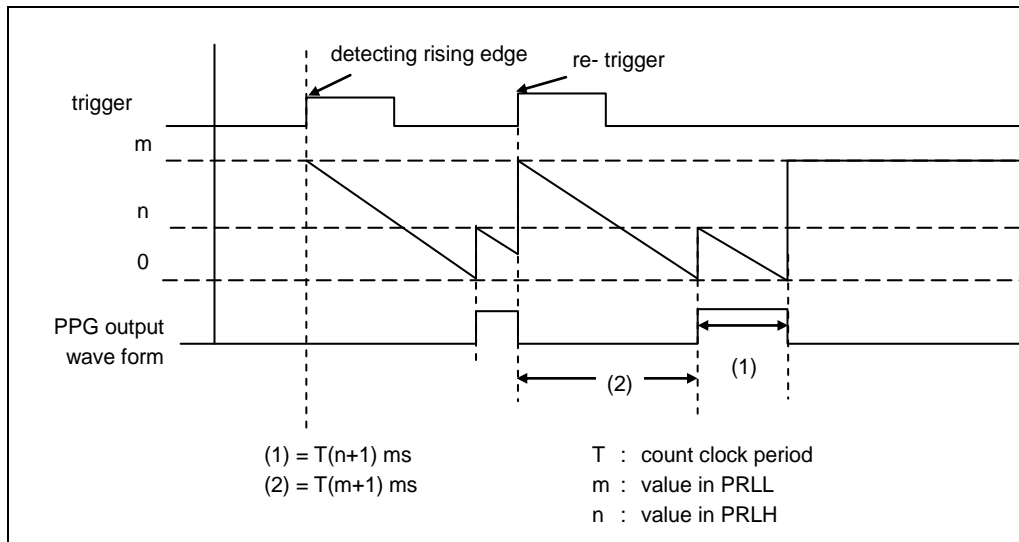 detecting rising edge
re- trigger
trigger
m
n
0
PPG output
wave form
(1)
(2)
(1) = T(n+1) ms
(2) = T(m+1) ms
T : count clock period
m : value in PRLL
n : value in PRLH